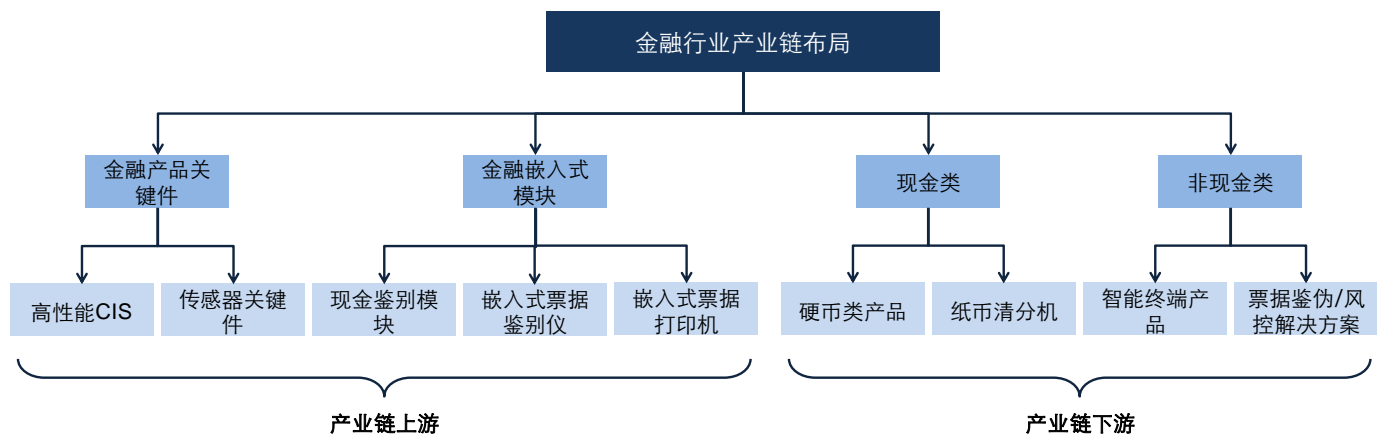 金融行业产业链布局
金融产品关
键件
金融嵌入式
模块
现金类
非现金类
高性能CIS
传感器关键
件
现金鉴别模
块
嵌入式票据
鉴别仪
嵌入式票据
打印机
硬币类产品
纸币清分机
智能终端产
品
票据鉴伪/风
控解决方案
产业链上游
产业链下游